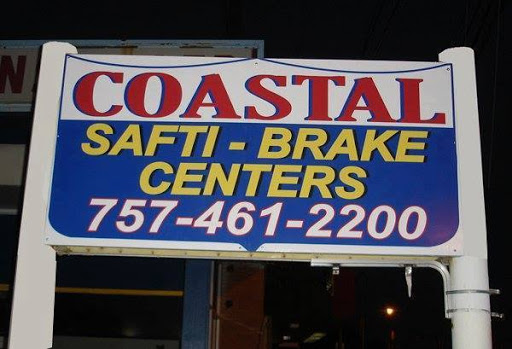 COASTAL
SAFTI - BRAKE
CENTERS
757-461-2200